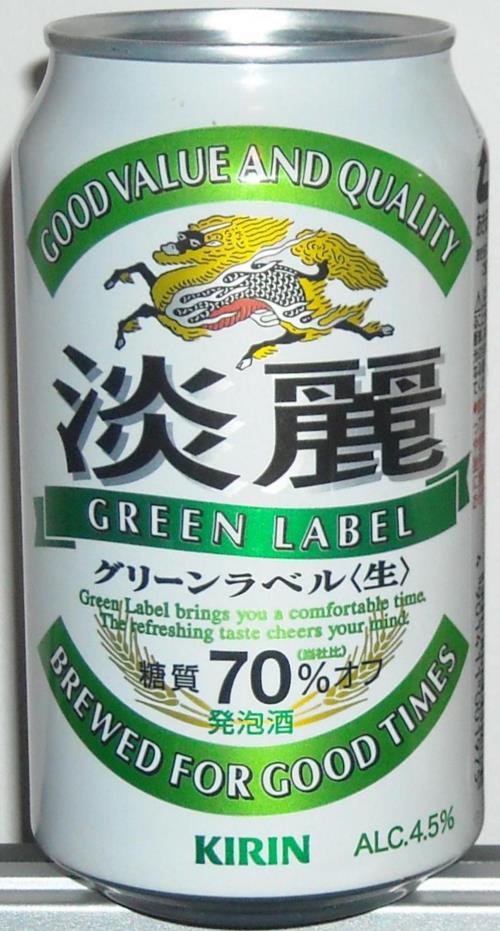 GOOD VALUE AND QUALITY
淡麗
GREEN LABEL
グリーンラベル〈生〉
Green Label brings you a comfortable time.
The refreshing taste cheers your mind.
(当社比)
糖質70%オフ
発泡酒
BREWED FOR GOOD TIMES
KIRIN
ALC.4.5%